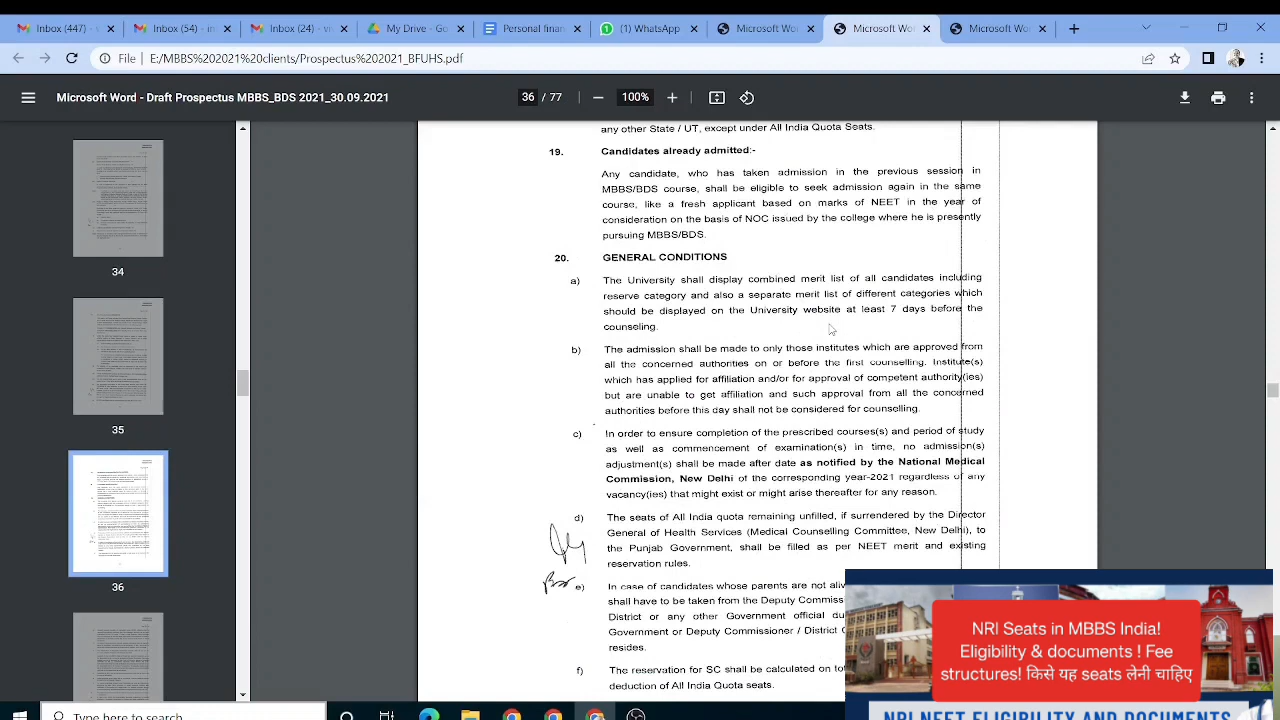 Inbox (447) -
Inbox (54) - in
Inbox (24) - vn
My Drive - Go
Personal finan
(1) WhatsApp
Microsoft Wor
Microsoft Wor
Microsoft Wo
File
E:/MBBS%202021%20clients/Prospectus%202021_BFUHS.pdf
Microsoft Word - Draft Prospectus MBBS_BDS 2021_30.09.2021
36 / 77
100%
34
35
36
any other State / UT, except under All India Quota Seats.
19. Candidates already admitted:-
Any candidate, who has taken admission in the previous session in
MBBS/BDS course, shall be eligible to seek admission again in the same
course, like a fresh applicant based on marks of NEET in the year of
consideration on the basis of NOC issued by the college where he is presently
pursuing MBBS/BDS.
20. GENERAL CONDITIONS
a) The University shall display combined merit list of all candidates including
reserve category and also a separate merit list of different categories which
should be displayed on the University website at least 7 days before the
counseling.
b) The admission shall be made to only those institutes which are approved from
all the concerned authorities on or before the first counselling. Institute(s)
which has applied for affiliation and/or for approval of competent authority(ies)
but are unable to get affiliation and such approval from all the concerned
authorities before this day shall not be considered for counselling.
c) In order to ensure completion of the prescribed courses(s) and period of study
as well as commencement of examination(s) in time, no admission(s)
adjustment(s) shall be made after date as notified by the National Medical
Commission, New Delhi of the corresponding year-2021 regardless of any
vacancy(ies) that might exist or might arise thereafter for any reason.
d) The seats of All India quota remaining unfilled, if surrendered by the Director
General of Health Services (Medical Counselling Committee, New Delhi), to
the Punjab Government, shall be filled as per NEET merit and existing
reservation rules.
e) In case of candidates whose parents are not aliv
shall have to be taken from the Deputy Commiss
District or any other Government official du
Government or Deputy Commissioner / District C
resides.
f) The reservation for SC shall be calculated on tot
deduction of All India Quota seats.
NRI Seats in MBBS India!
Eligibility & documents ! Fee
structures! किसे यह seats लेनी चाहिए
NRI NEET ELIGIBILITY AND DOCUMENTS
Type here to search